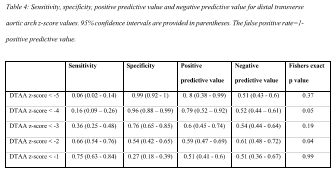 Table 4: Sensitivity, specificity, positive predictive value and negative predictive value for distal transverse
aortic arch z-score values. 95% confidence intervals are provided in parentheses. The false positive rate=1-
positive predictive value.
Sensitivity Specificity Positive predictive value Negative predictive value Fishers exact p value
DTAA z-score < -5 0.06 (0.02 - 0.14) 0.99 (0.92 - 1) 0. 8 (0.38 - 0.99) 0.51 (0.43 - 0.6) 0.37
DTAA z-score < -4 0.16 (0.09 – 0.26) 0.96 (0.88 – 0.99) 0.79 (0.52 – 0.92) 0.52 (0.44 – 0.61) 0.05
DTAA z-score < -3 0.36 (0.25 - 0.48) 0.76 (0.65 - 0.85) 0.6 (0.45 - 0.74) 0.54 (0.44 - 0.64) 0.19
DTAA z-score < -2 0.66 (0.54 - 0.76) 0.54 (0.42 - 0.65) 0.59 (0.47 - 0.69) 0.61 (0.48 - 0.72) 0.04
DTAA z-score < -1 0.75 (0.63 - 0.84) 0.27 (0.18 - 0.39) 0.51 (0.41 - 0.6) 0.51 (0.36 - 0.67) 0.99